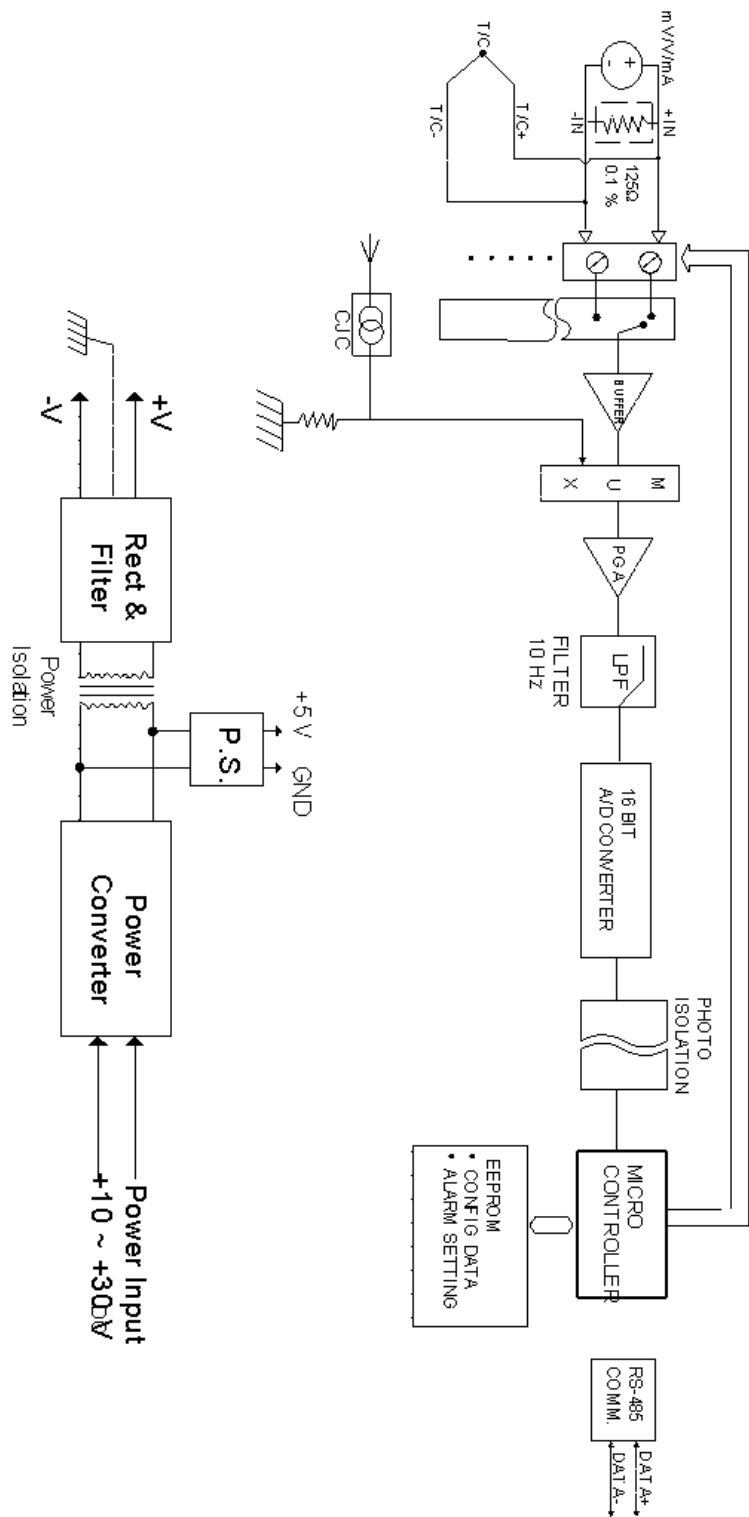 mV/V/mA
+IN
-IN
125Ω
0.1 %
T/C
T/C+
T/C-
CJC
BUFFER
M U X
PGA
LPF
FILTER
10 Hz
16 BIT
A/D CONVERTER
PHOTO
ISOLATION
MICRO
CONTROLLER
EEPROM
• CONFIG DATA
• ALARM SETTING
RS-485
COMM.
DATA+
DATA-
+V
-V
Rect &
Filter
Power
Isolation
P.S.
+5V
GND
Power
Converter
Power Input
+10 ~ +30